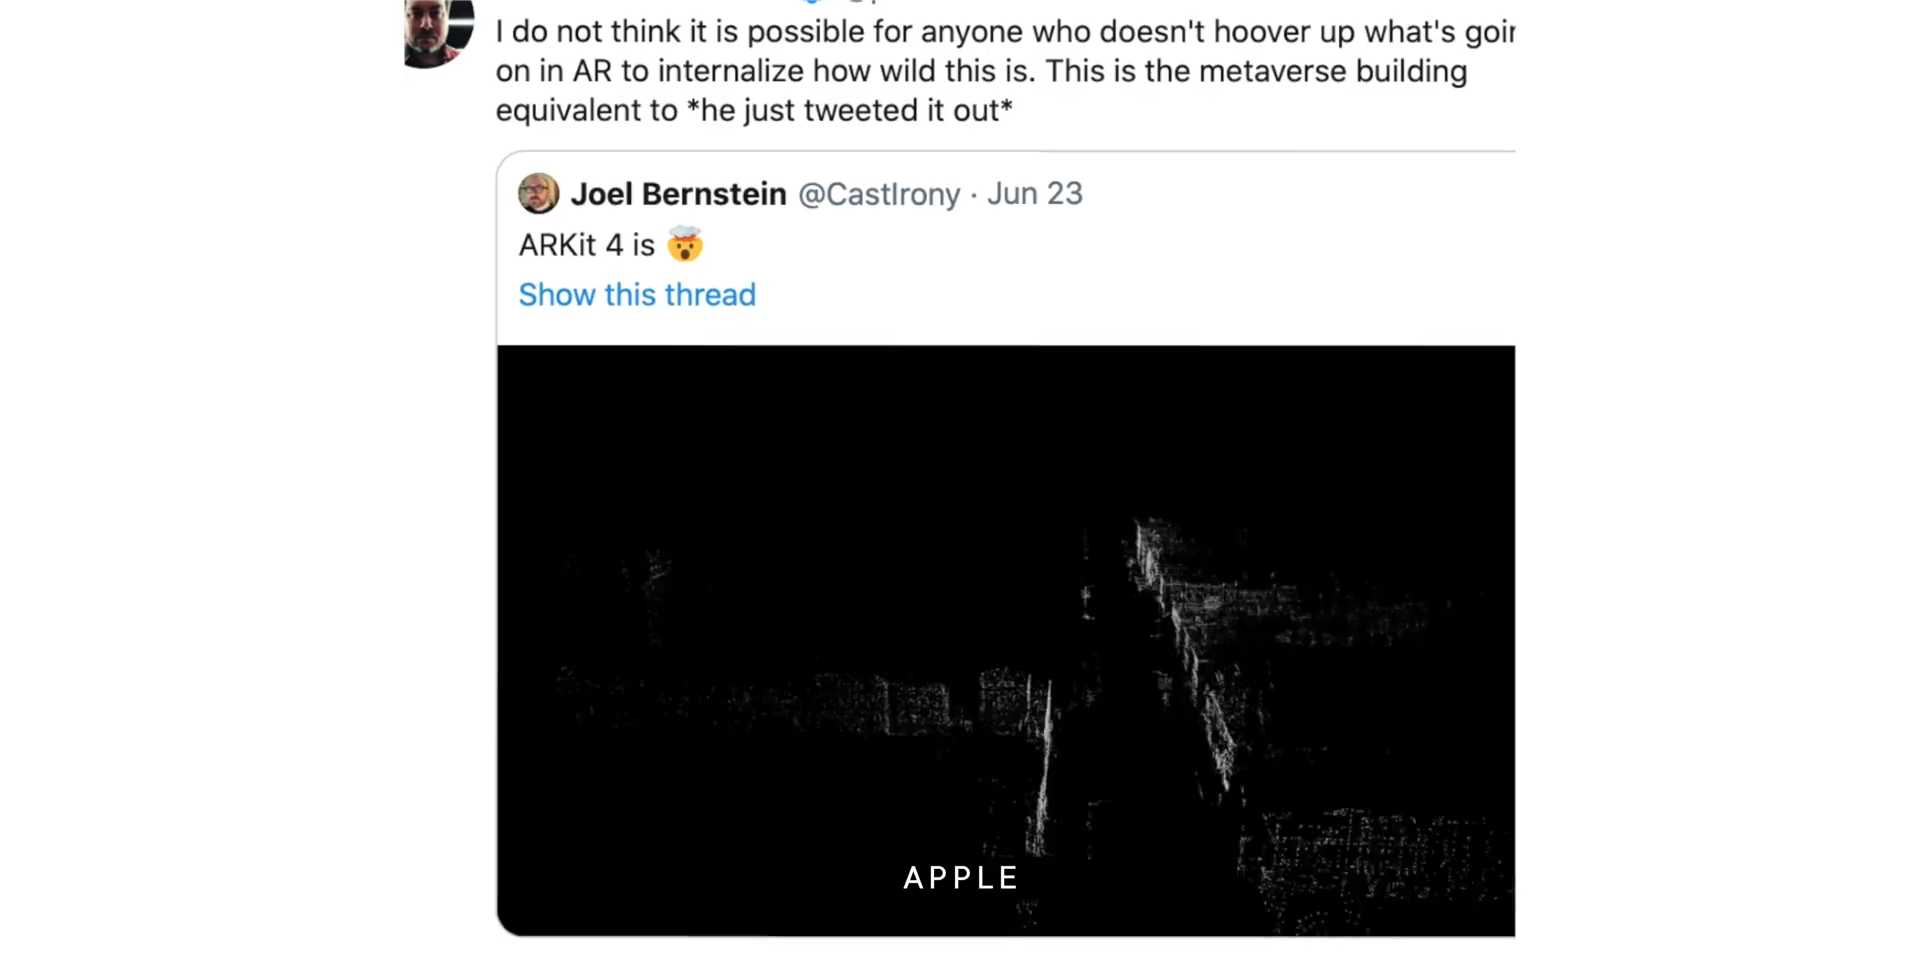 I do not think it is possible for anyone who doesn't hoover up what's goin
on in AR to internalize how wild this is. This is the metaverse building
equivalent to *he just tweeted it out*
Joel Bernstein @CastIrony · Jun 23
ARKit 4 is 🤯
Show this thread
APPLE